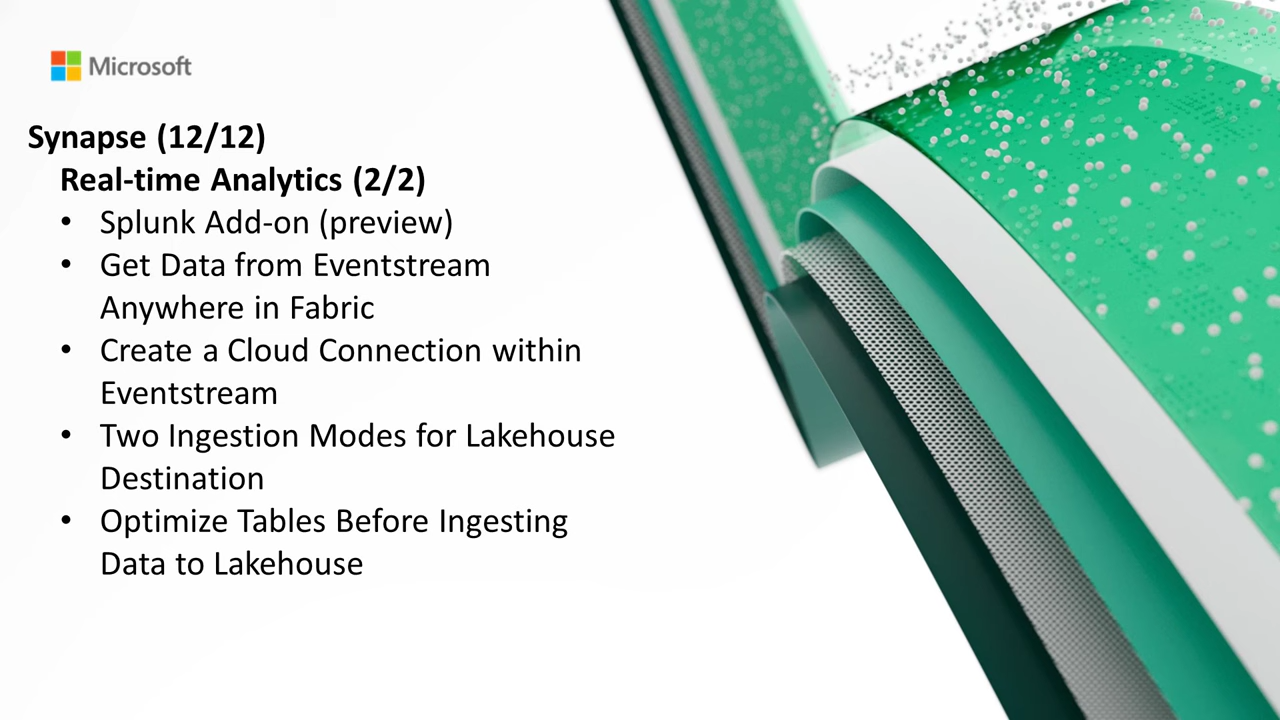 Microsoft
Synapse (12/12)
Real-time Analytics (2/2)
• Splunk Add-on (preview)
• Get Data from Eventstream
Anywhere in Fabric
• Create a Cloud Connection within
Eventstream
• Two Ingestion Modes for Lakehouse
Destination
• Optimize Tables Before Ingesting
Data to Lakehouse